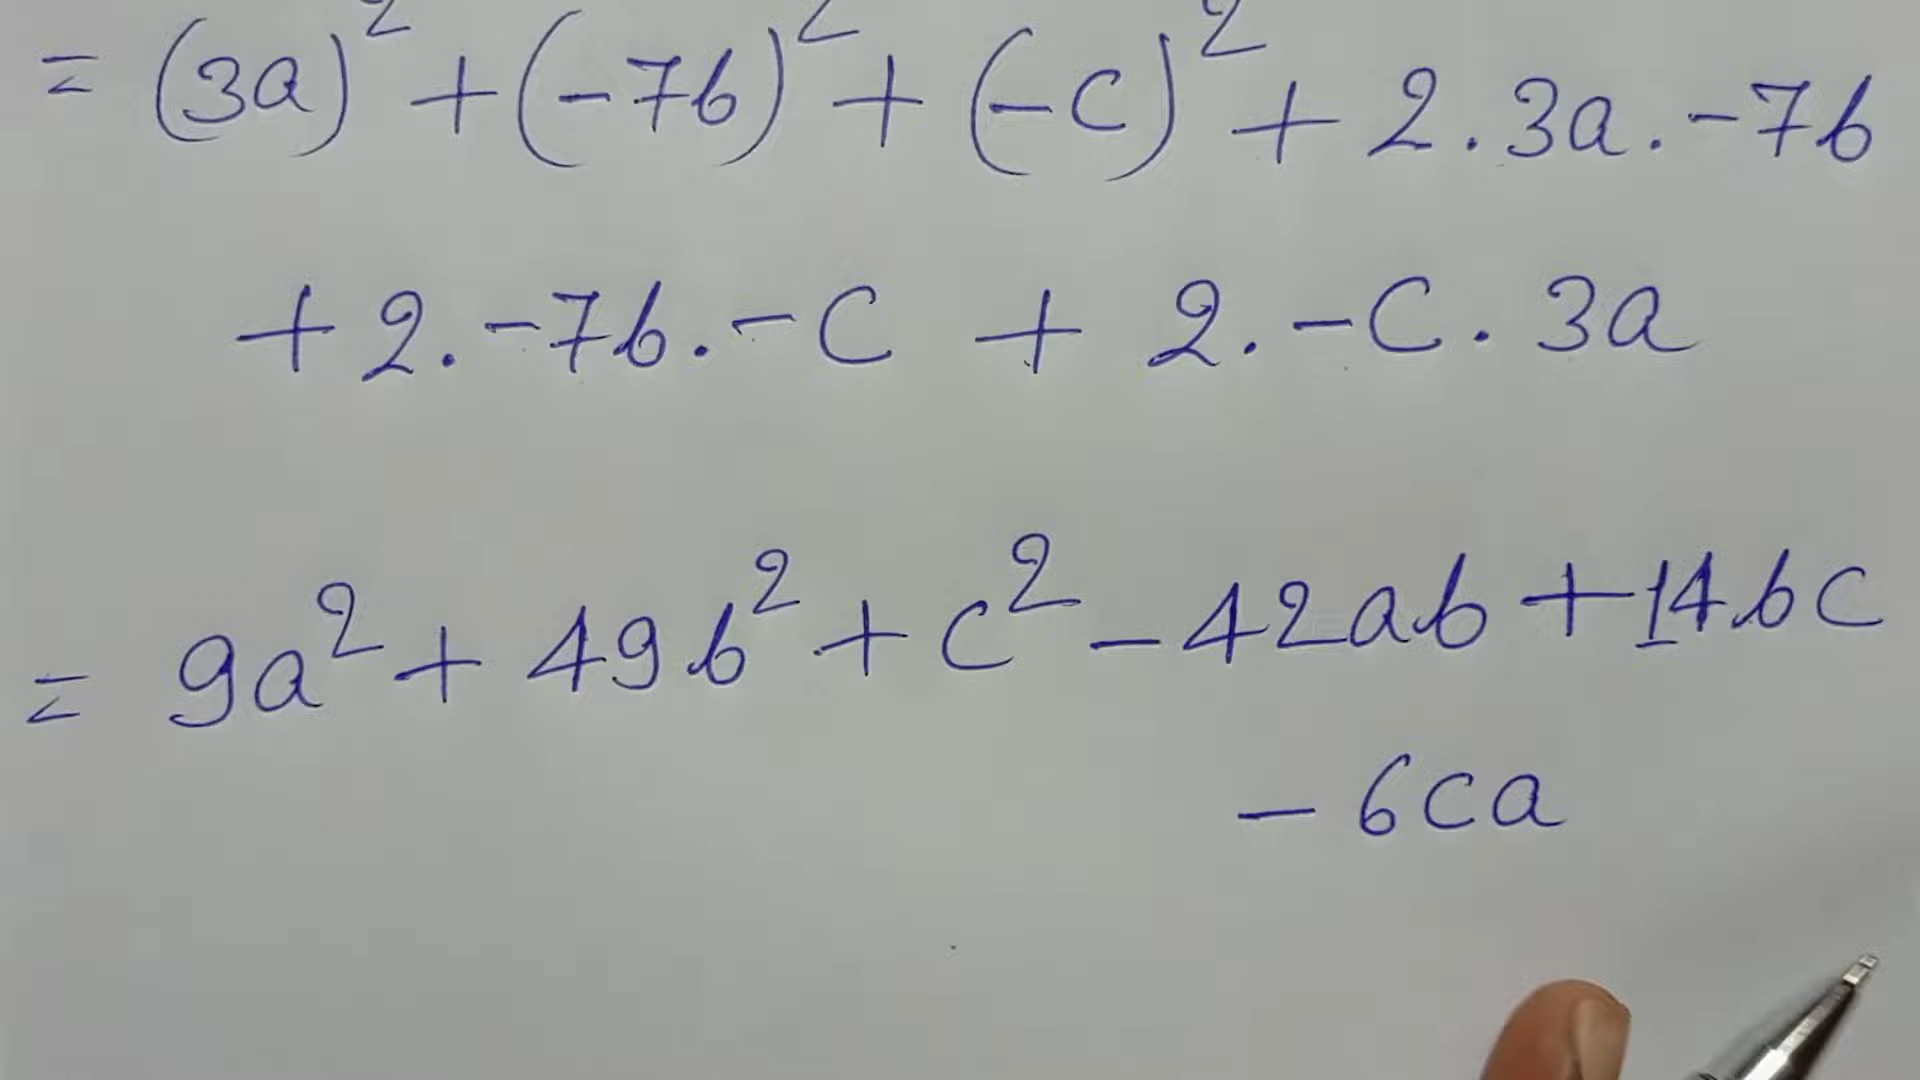 = (3a)² + (-7b)² + (-c)² + 2.3a.-7b
+ 2.-7b.-c + 2.-c.3a
= 9a² + 49b² + c² - 42ab + 14bc
- 6ca